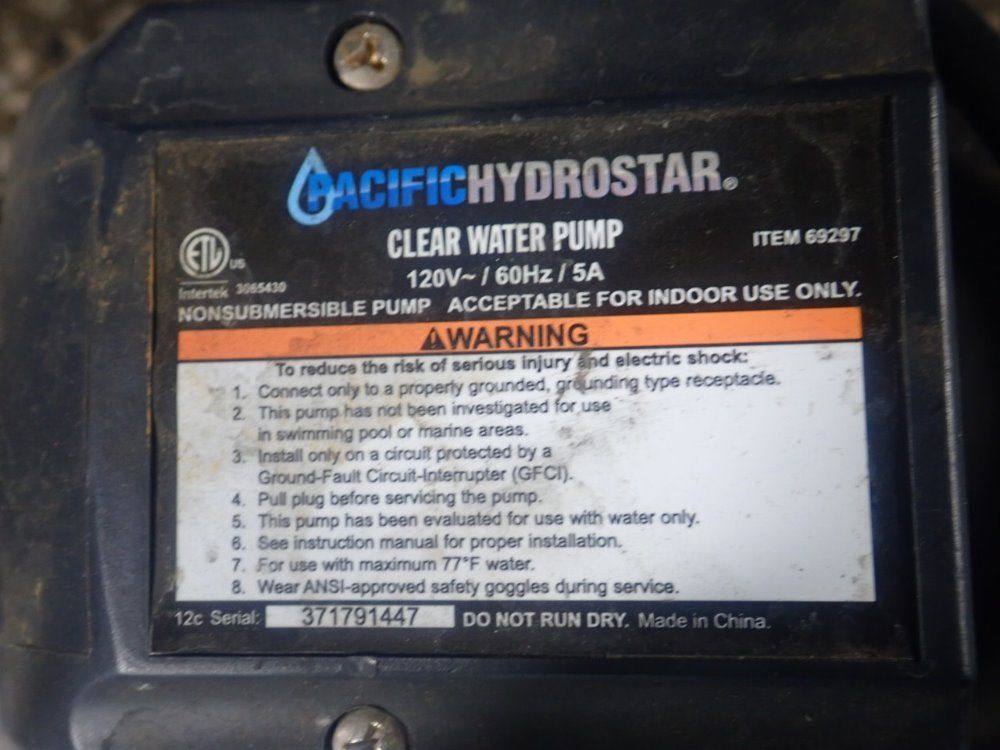 PACIFICHYDROSTAR®
CLEAR WATER PUMP
ITEM 69297
120V~ / 60Hz / 5A
ETL US
Intertek 3065430
NONSUBMERSIBLE PUMP ACCEPTABLE FOR INDOOR USE ONLY.
⚠WARNING
To reduce the risk of serious injury and electric shock:
1. Connect only to a properly grounded, grounding type receptacle.
2. This pump has not been investigated for use
in swimming pool or marine areas.
3. Install only on a circuit protected by a
Ground-Fault Circuit-Interrupter (GFCI).
4. Pull plug before servicing the pump.
5. This pump has been evaluated for use with water only.
6. See instruction manual for proper installation.
7. For use with maximum 77°F water.
8. Wear ANSI-approved safety goggles during service.
12c Serial: 371791447 DO NOT RUN DRY. Made in China.